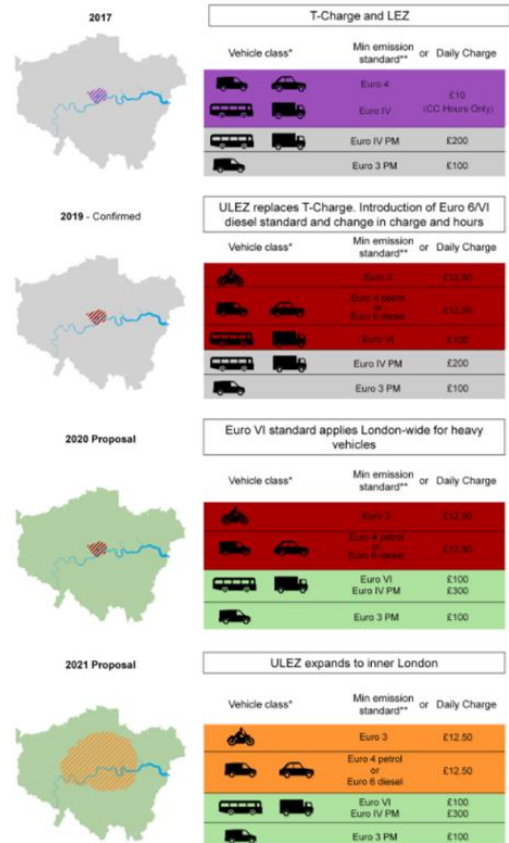 2017
T-Charge and LEZ
Vehicle class*
Min emission
standard**
or
Daily Charge
Euro 4
Euro IV
£10
(CC Hours Only)
Euro IV PM
£200
Euro 3 PM
£100
2019 - Confirmed
ULEZ replaces T-Charge. Introduction of Euro 6/VI
diesel standard and change in charge and hours
Vehicle class*
Min emission
standard**
or
Daily Charge
Euro 3
£12.50
Euro 4 petrol
or
Euro 6 diesel
£12.50
Euro VI
£100
Euro IV PM
£200
Euro 3 PM
£100
2020 Proposal
Euro VI standard applies London-wide for heavy
vehicles
Vehicle class*
Min emission
standard**
or
Daily Charge
Euro 3
£12.50
Euro 4 petrol
or
Euro 6 diesel
£12.50
Euro VI
£100
Euro IV PM
£300
Euro 3 PM
£100
2021 Proposal
ULEZ expands to inner London
Vehicle class*
Min emission
standard**
or
Daily Charge
Euro 3
£12.50
Euro 4 petrol
or
Euro 6 diesel
£12.50
Euro VI
£100
Euro IV PM
£300
Euro 3 PM
£100